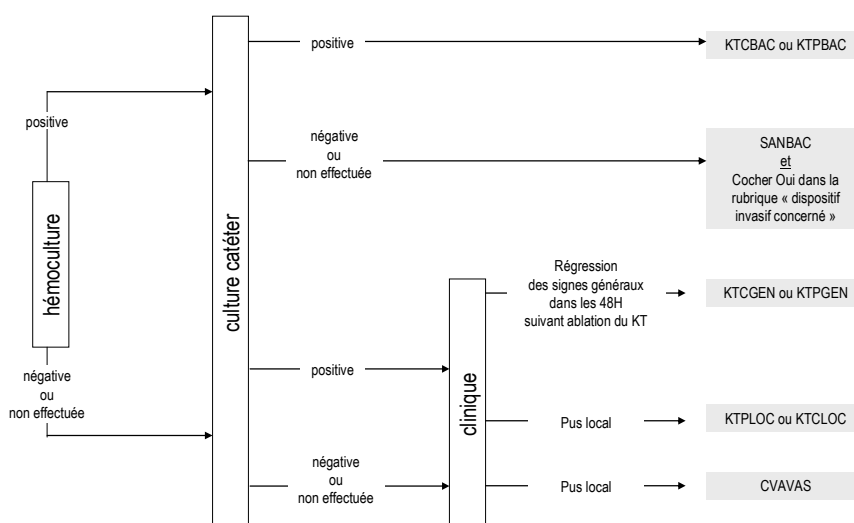 positive
KTCBAC ou KTPBAC
positive
négative
ou
non effectuée
SANBAC
et
Cocher Oui dans la
rubrique « dispositif
invasif concerné »
hémoculture
culture catéter
Régression
des signes généraux
dans les 48H
suivant ablation du KT
KTCGEN ou KTPGEN
négative
ou
non effectuée
positive
clinique
Pus local
KTPLOC ou KTCLOC
négative
ou
non effectuée
Pus local
CVAVAS